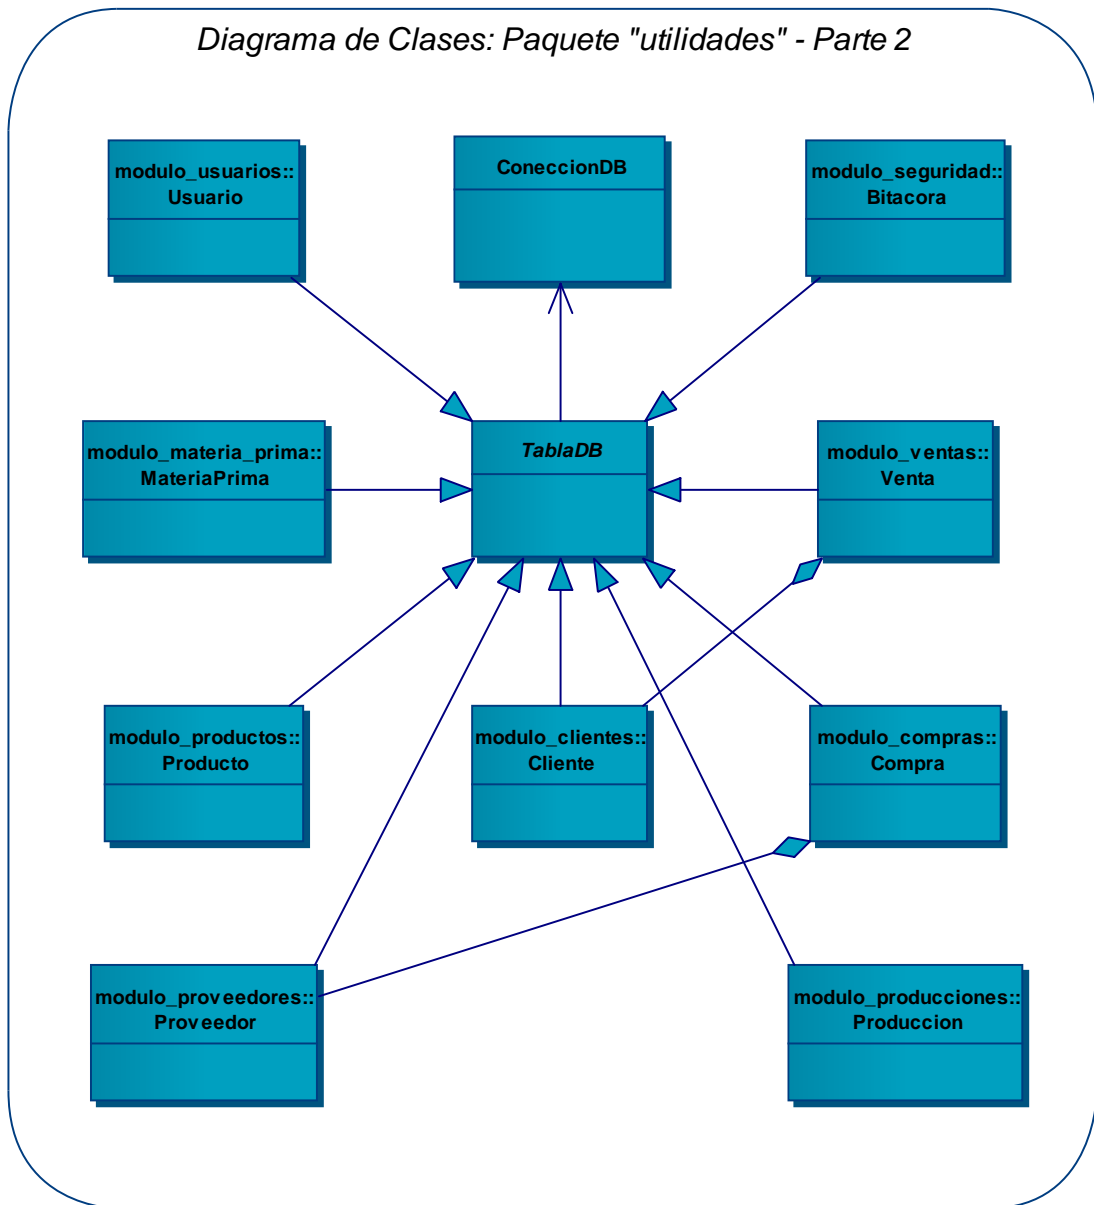 Diagrama de Clases: Paquete "utilidades" - Parte 2
modulo_usuarios::
Usuario
ConeccionDB
modulo_seguridad::
Bitacora
modulo_materia_prima::
MateriaPrima
TablaDB
modulo_ventas::
Venta
modulo_productos::
Producto
modulo_clientes::
Cliente
modulo_compras::
Compra
modulo_proveedores::
Proveedor
modulo_producciones::
Produccion